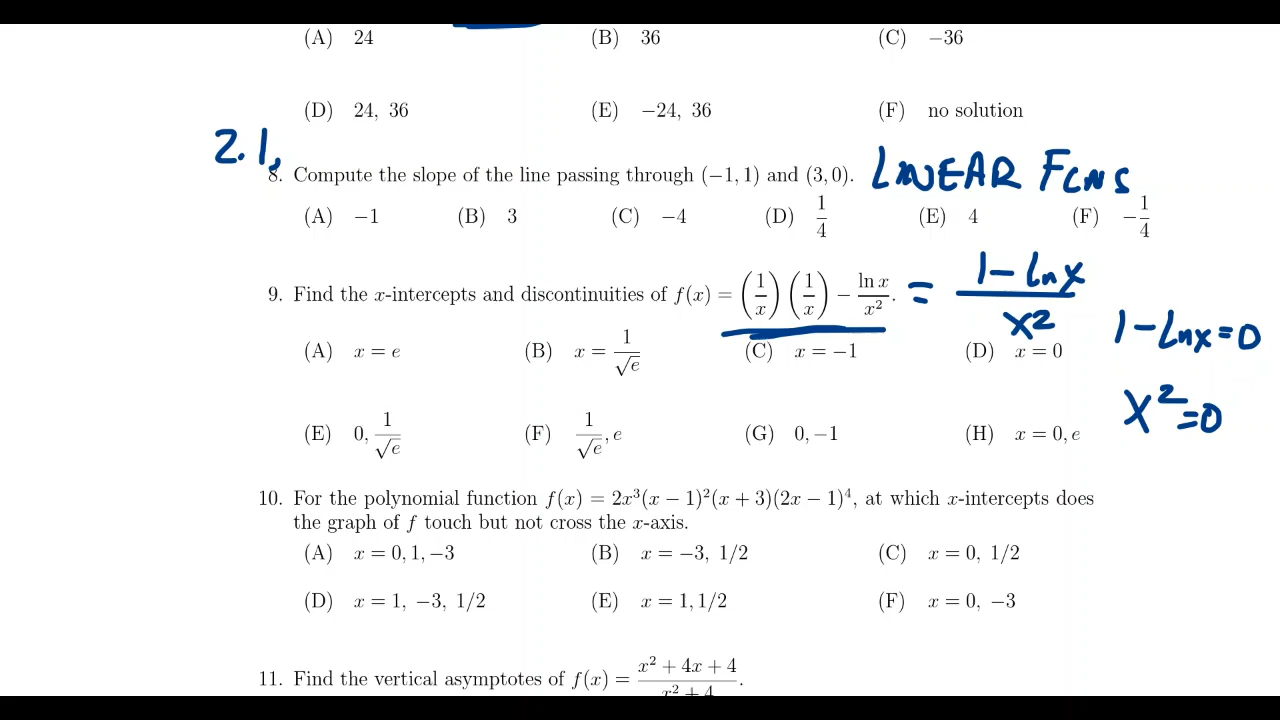 (A) 24 (B) 36 (C) −36
(D) 24, 36 (E) −24, 36 (F) no solution
2.1,
8. Compute the slope of the line passing through (−1, 1) and (3, 0). LINEAR FCNS
(A) −1 (B) 3 (C) −4 (D) 1/4 (E) 4 (F) −1/4
9. Find the x-intercepts and discontinuities of f(x) = (1/x)(1/x) − ln x/x². = (1 − ln x)/x²
1 − ln x = 0
(A) x = e (B) x = 1/√e (C) x = −1 (D) x = 0
x² = 0
(E) 0, 1/√e (F) 1/√e, e (G) 0, −1 (H) x = 0, e
10. For the polynomial function f(x) = 2x³(x − 1)²(x + 3)(2x − 1)⁴, at which x-intercepts does
the graph of f touch but not cross the x-axis.
(A) x = 0, 1, −3 (B) x = −3, 1/2 (C) x = 0, 1/2
(D) x = 1, −3, 1/2 (E) x = 1, 1/2 (F) x = 0, −3
11. Find the vertical asymptotes of f(x) = (x² + 4x + 4)/(x² + 4).